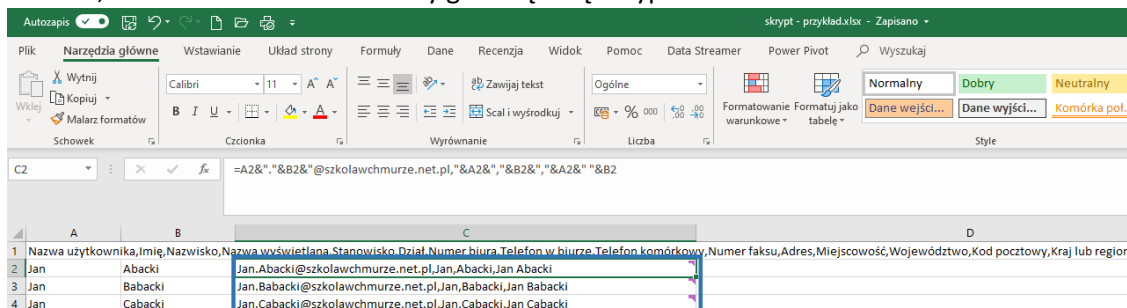 Autozapis
skrypt - przykład.xlsx - Zapisano
Plik Narzędzia główne Wstawianie Układ strony Formuły Dane Recenzja Widok Pomoc Data Streamer Power Pivot Wyszukaj
Wklej
Wytnij
Kopiuj
Malarz formatów
Schowek
Calibri 11
B I U
Czcionka
Zawijaj tekst
Scal i wyśrodkuj
Wyrównanie
Ogólne
% 000
Liczba
Formatowanie warunkowe
Formatuj jako tabelę
Normalny Dobry Neutralny
Dane wejści... Dane wyjści... Komórka poł.
Style
C2 fx =A2&"."&B2&"@szkolawchmurze.net.pl,"&A2&","&B2&","&A2&" "&B2
A B C D
1 Nazwa użytkownika,Imię,Nazwisko,Nazwa wyświetlana,Stanowisko,Dział,Numer biura,Telefon w biurze,Telefon komórkowy,Numer faksu,Adres,Miejscowość,Województwo,Kod pocztowy,Kraj lub region
2 Jan Abacki Jan.Abacki@szkolawchmurze.net.pl,Jan,Abacki,Jan Abacki
3 Jan Babacki Jan.Babacki@szkolawchmurze.net.pl,Jan,Babacki,Jan Babacki
4 Jan Cabacki Jan.Cabacki@szkolawchmurze.net.pl,Jan,Cabacki,Jan Cabacki